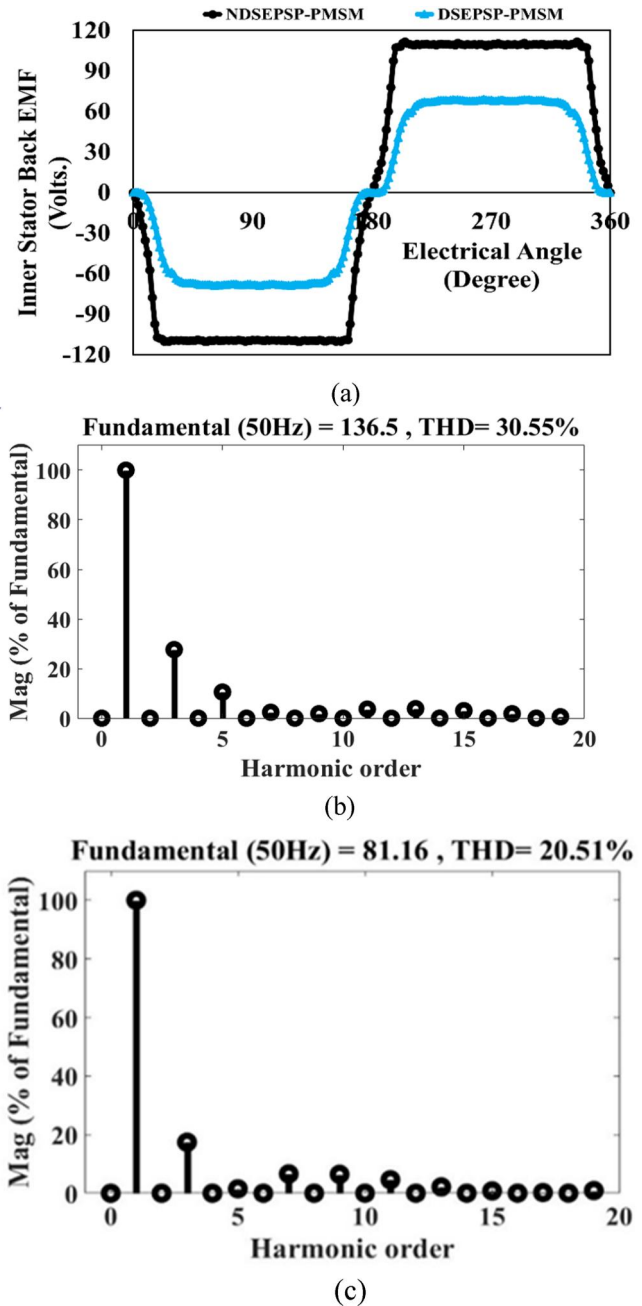 NDSEPSP-PMSM DSEPSP-PMSM
Inner Stator Back EMF
(Volts.)
120
90
60
30
0
-30
-60
-90
-120
0 90 180 270 360
Electrical Angle
(Degree)
(a)
Fundamental (50Hz) = 136.5 , THD= 30.55%
Mag (% of Fundamental)
100
80
60
40
20
0
0 5 10 15 20
Harmonic order
(b)
Fundamental (50Hz) = 81.16 , THD= 20.51%
Mag (% of Fundamental)
100
80
60
40
20
0
0 5 10 15 20
Harmonic order
(c)